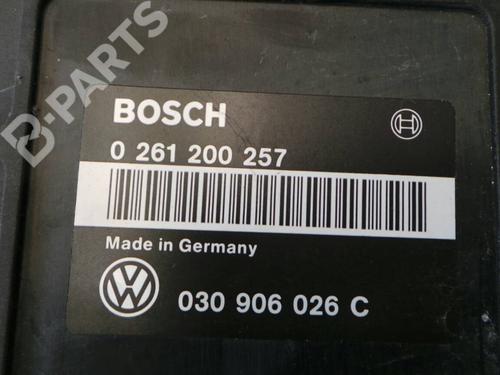 B-PARTS
BOSCH
0 261 200 257
Made in Germany
030 906 026 C